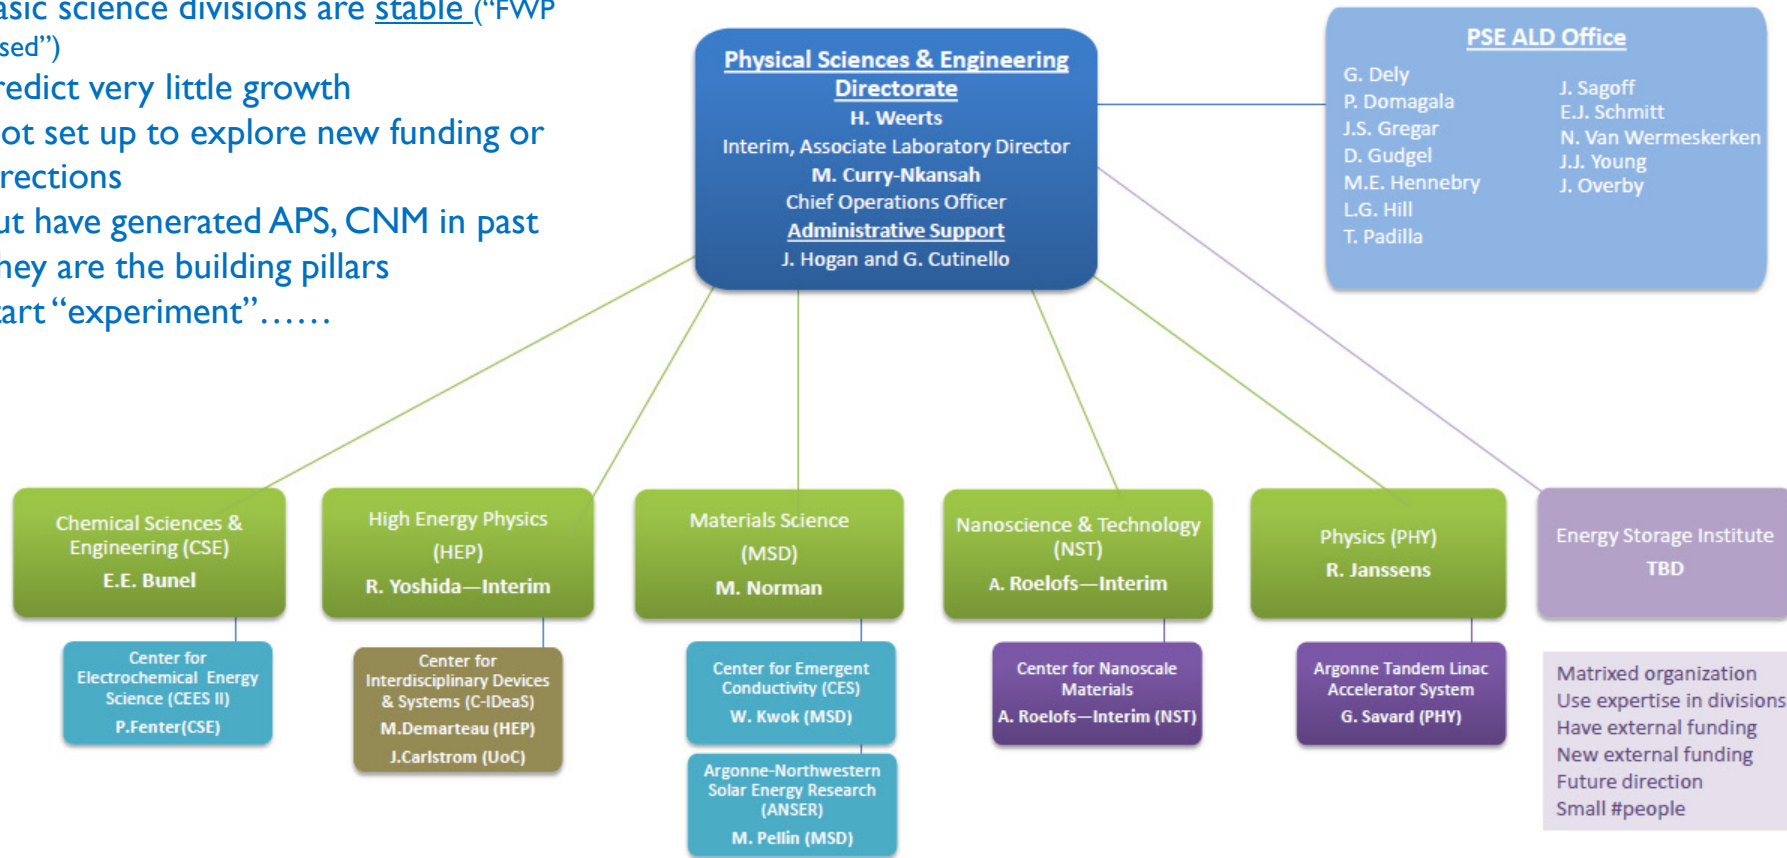 asic science divisions are stable (“FWP
sed”)
redict very little growth
ot set up to explore new funding or
rections
ut have generated APS, CNM in past
hey are the building pillars
tart “experiment”……
Physical Sciences & Engineering
Directorate
H. Weerts
Interim, Associate Laboratory Director
M. Curry-Nkansah
Chief Operations Officer
Administrative Support
J. Hogan and G. Cutinello
PSE ALD Office
G. Dely
P. Domagala
J.S. Gregar
D. Gudgel
M.E. Hennebry
L.G. Hill
T. Padilla
J. Sagoff
E.J. Schmitt
N. Van Wermeskerken
J.J. Young
J. Overby
Chemical Sciences &
Engineering (CSE)
E.E. Bunel
High Energy Physics
(HEP)
R. Yoshida—Interim
Materials Science
(MSD)
M. Norman
Nanoscience & Technology
(NST)
A. Roelofs—Interim
Physics (PHY)
R. Janssens
Energy Storage Institute
TBD
Center for
Electrochemical Energy
Science (CEES II)
P.Fenter(CSE)
Center for
Interdisciplinary Devices
& Systems (C-IDeaS)
M.Demarteau (HEP)
J.Carlstrom (UoC)
Center for Emergent
Conductivity (CES)
W. Kwok (MSD)
Argonne-Northwestern
Solar Energy Research
(ANSER)
M. Pellin (MSD)
Center for Nanoscale
Materials
A. Roelofs—Interim (NST)
Argonne Tandem Linac
Accelerator System
G. Savard (PHY)
Matrixed organization
Use expertise in divisions
Have external funding
New external funding
Future direction
Small #people